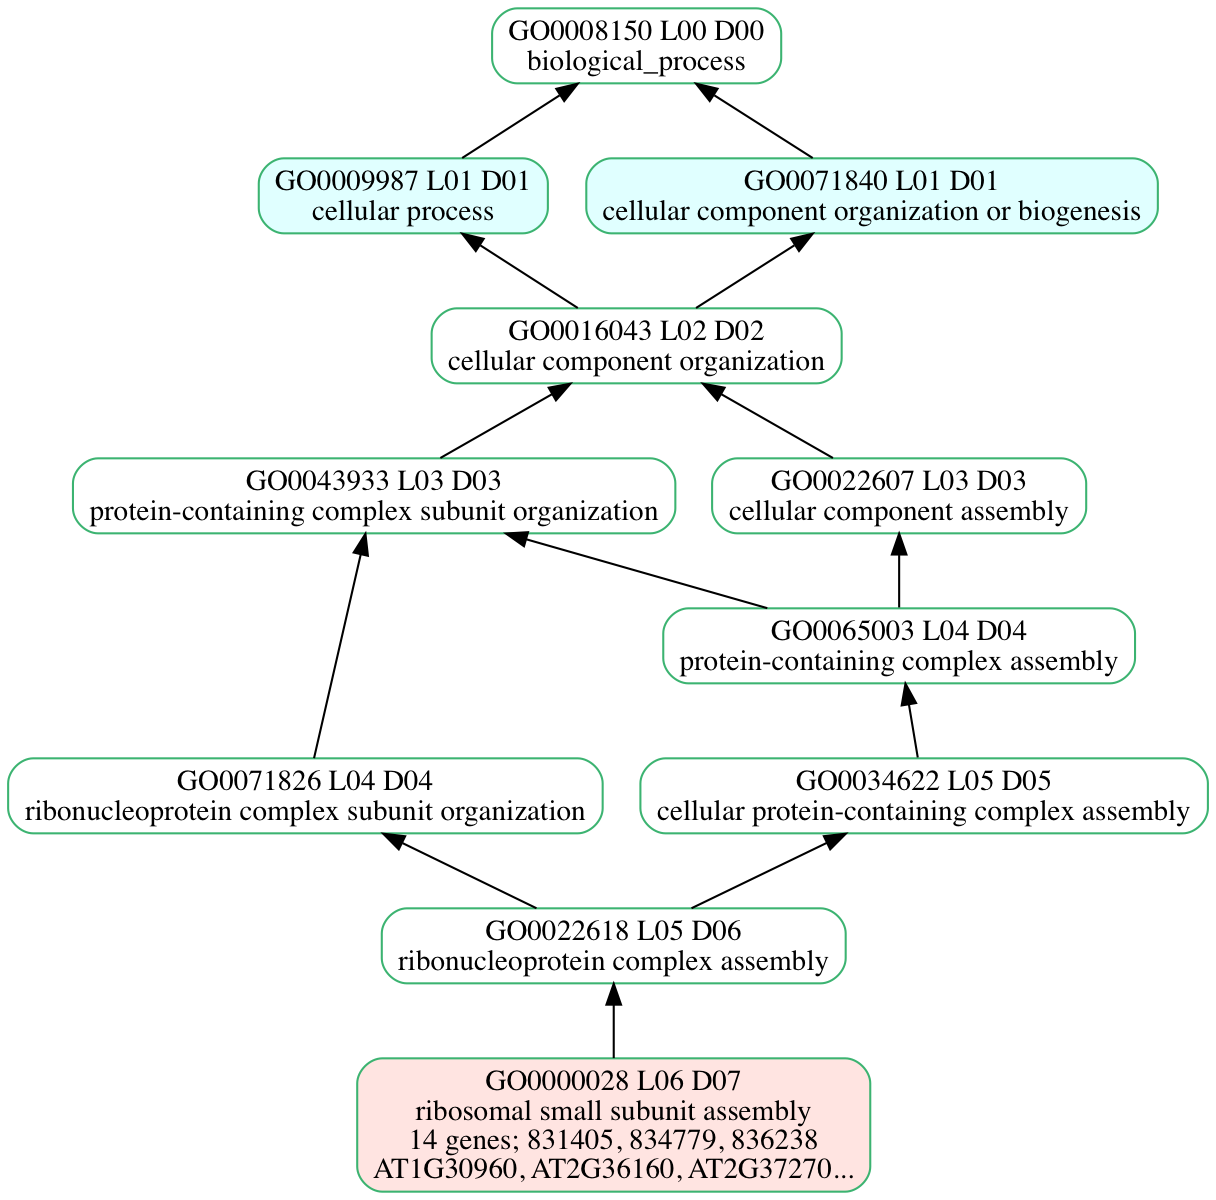 GO0008150 L00 D00
biological_process
GO0009987 L01 D01
cellular process
GO0071840 L01 D01
cellular component organization or biogenesis
GO0016043 L02 D02
cellular component organization
GO0043933 L03 D03
protein-containing complex subunit organization
GO0022607 L03 D03
cellular component assembly
GO0065003 L04 D04
protein-containing complex assembly
GO0071826 L04 D04
ribonucleoprotein complex subunit organization
GO0034622 L05 D05
cellular protein-containing complex assembly
GO0022618 L05 D06
ribonucleoprotein complex assembly
GO0000028 L06 D07
ribosomal small subunit assembly
14 genes; 831405, 834779, 836238
AT1G30960, AT2G36160, AT2G37270...